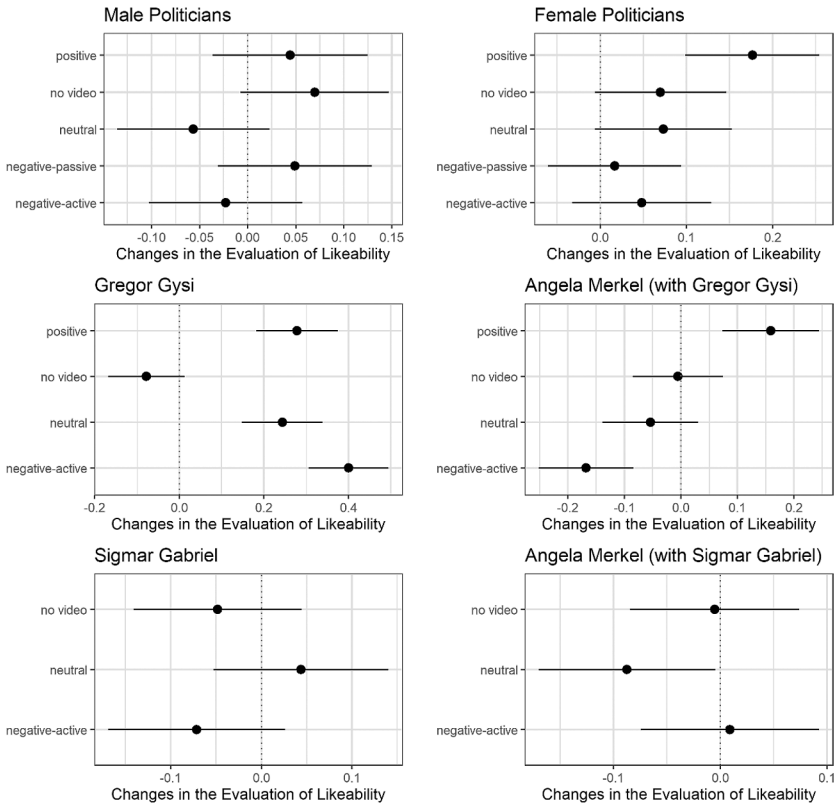 Male Politicians
positive
no video
neutral
negative-passive
negative-active
-0.10 -0.05 0.00 0.05 0.10 0.15
Changes in the Evaluation of Likeability
Female Politicians
positive
no video
neutral
negative-passive
negative-active
0.0 0.1 0.2
Changes in the Evaluation of Likeability
Gregor Gysi
positive
no video
neutral
negative-active
-0.2 0.0 0.2 0.4
Changes in the Evaluation of Likeability
Angela Merkel (with Gregor Gysi)
positive
no video
neutral
negative-active
-0.2 -0.1 0.0 0.1 0.2
Changes in the Evaluation of Likeability
Sigmar Gabriel
no video
neutral
negative-active
-0.1 0.0 0.1
Changes in the Evaluation of Likeability
Angela Merkel (with Sigmar Gabriel)
no video
neutral
negative-active
-0.1 0.0 0.1
Changes in the Evaluation of Likeability